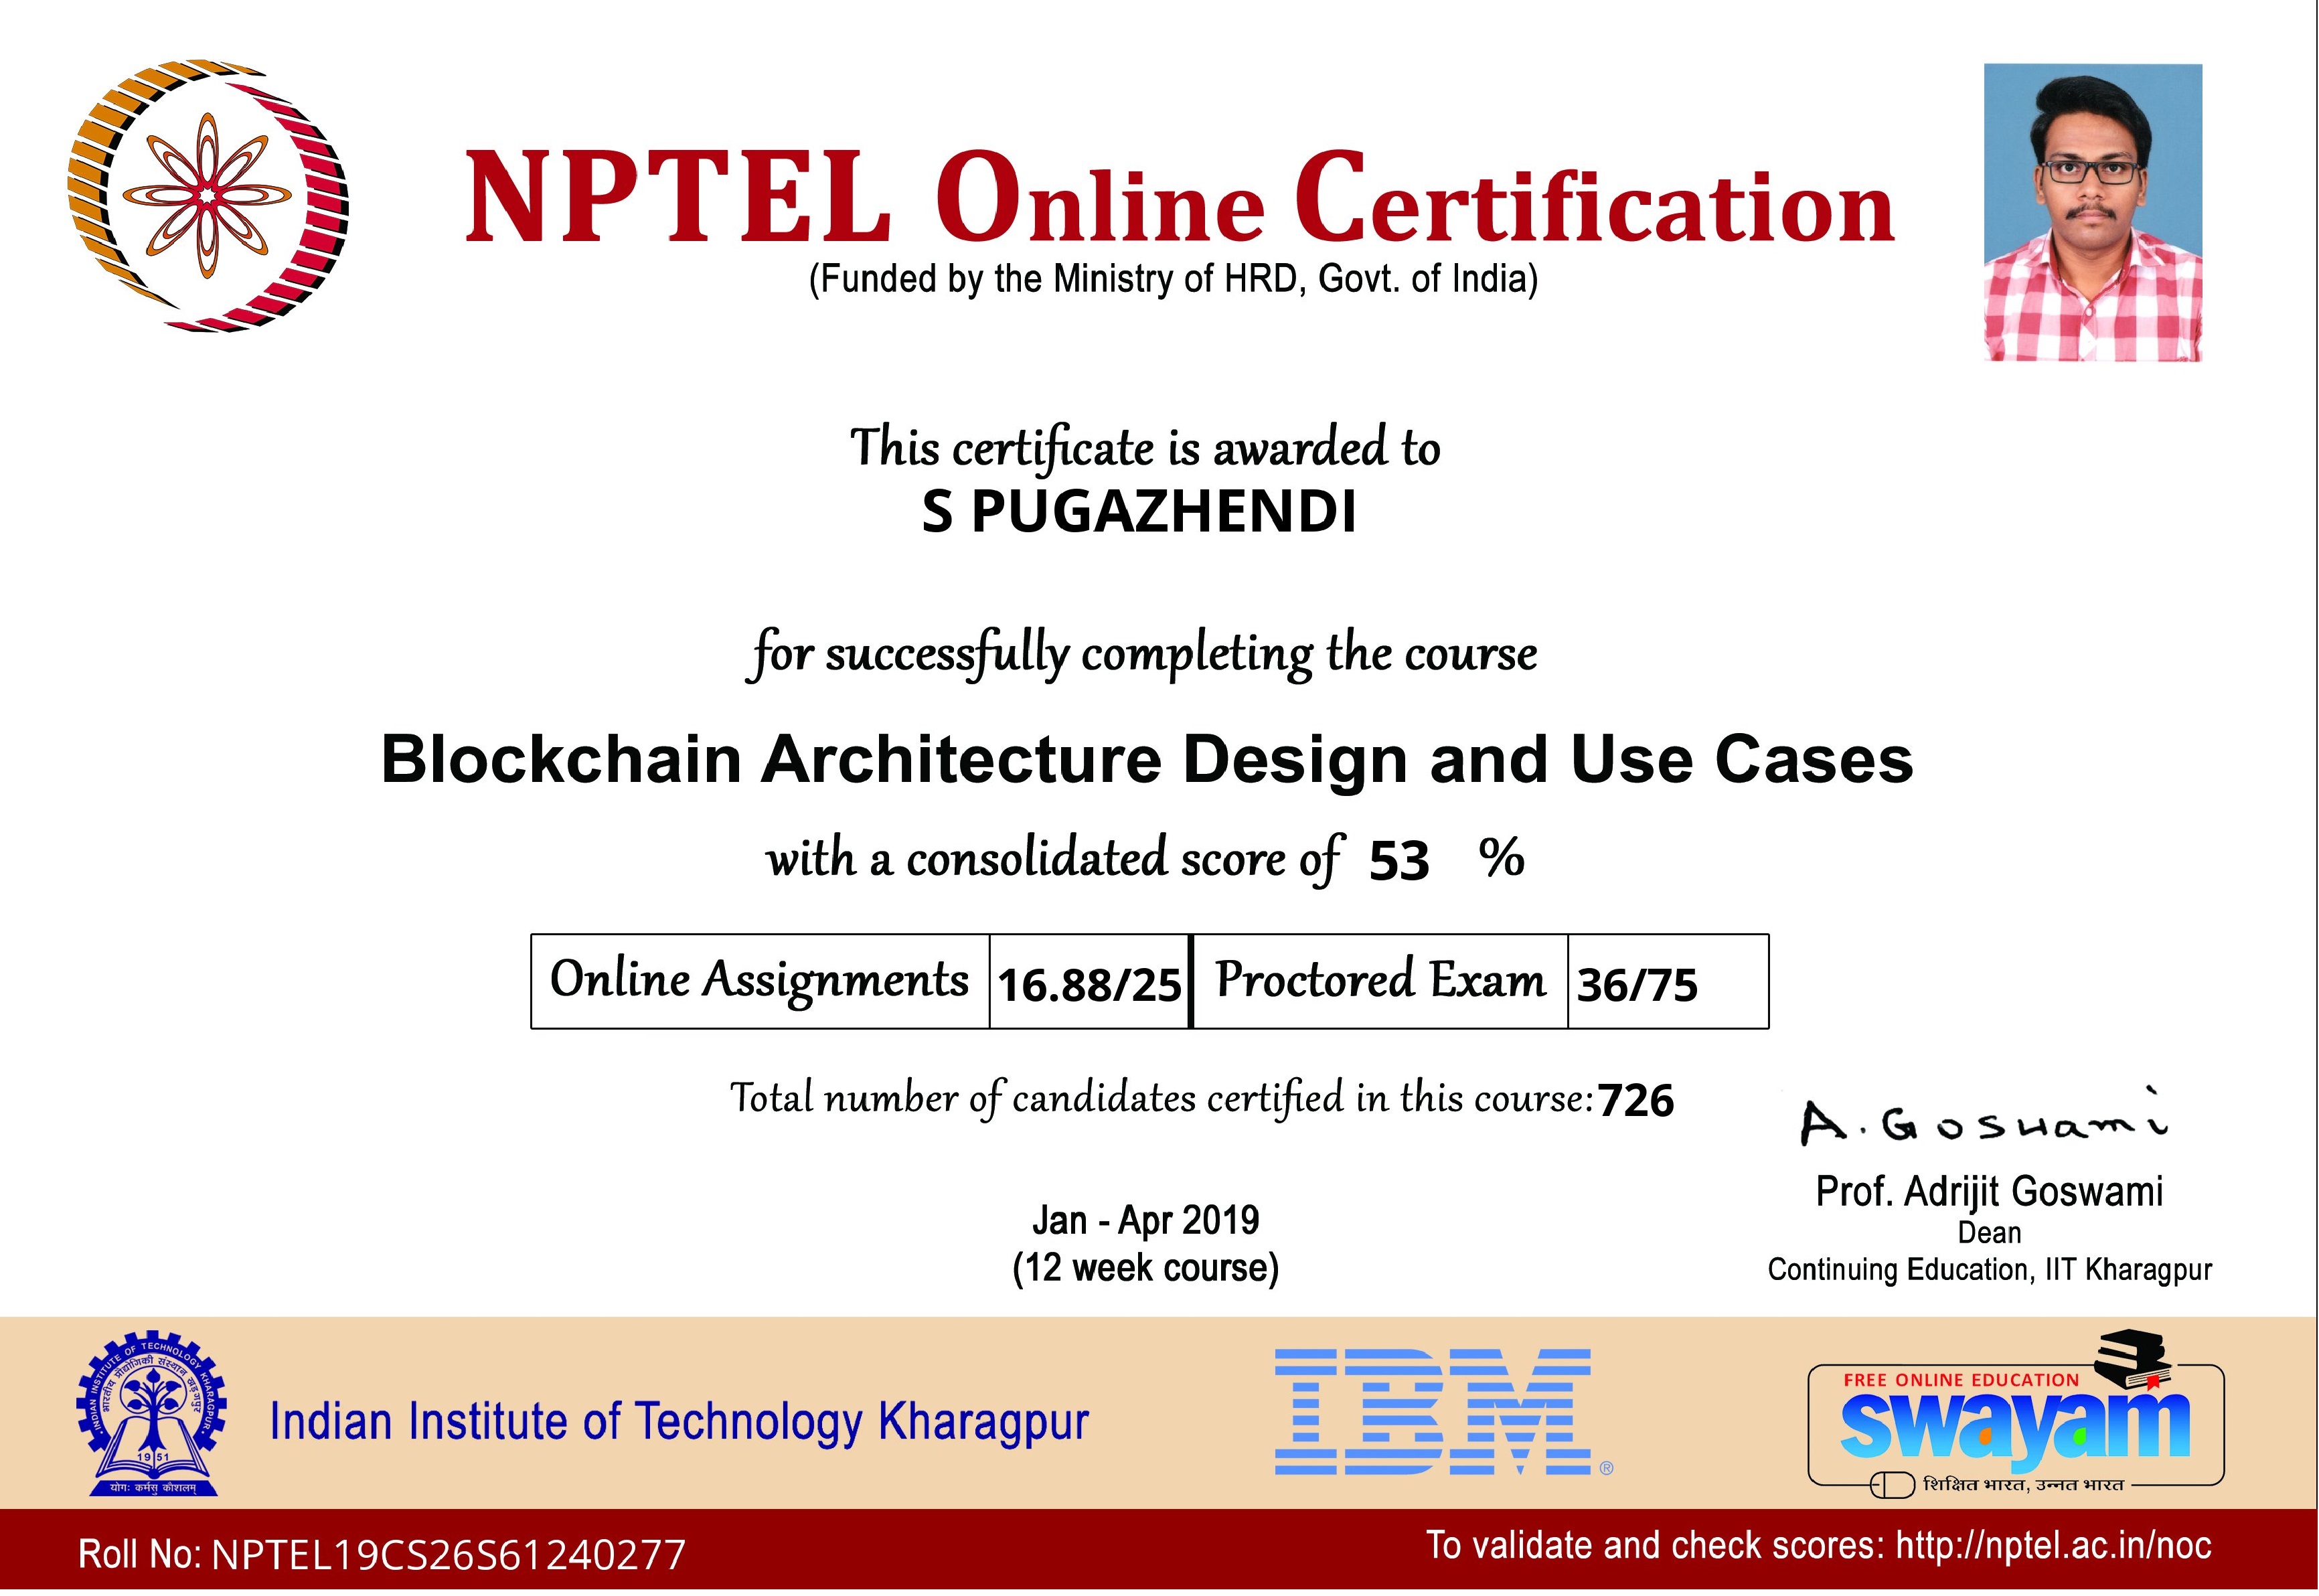 NPTEL Online Certification
(Funded by the Ministry of HRD, Govt. of India)
This certificate is awarded to
S PUGAZHENDI
for successfully completing the course
Blockchain Architecture Design and Use Cases
with a consolidated score of 53 %
Online Assignments 16.88/25 Proctored Exam 36/75
Total number of candidates certified in this course:726
A. Goswami
Prof. Adrijit Goswami
Dean
Continuing Education, IIT Kharagpur
Jan - Apr 2019
(12 week course)
INDIAN INSTITUTE OF TECHNOLOGY KHARAGPUR
भारतीय प्रौद्योगिकी संस्थान खड़गपुर
1951
योगः कर्मसु कौशलम्
Indian Institute of Technology Kharagpur
IBM®
FREE ONLINE EDUCATION
swayam
शिक्षित भारत, उन्नत भारत
Roll No: NPTEL19CS26S61240277
To validate and check scores: http://nptel.ac.in/noc